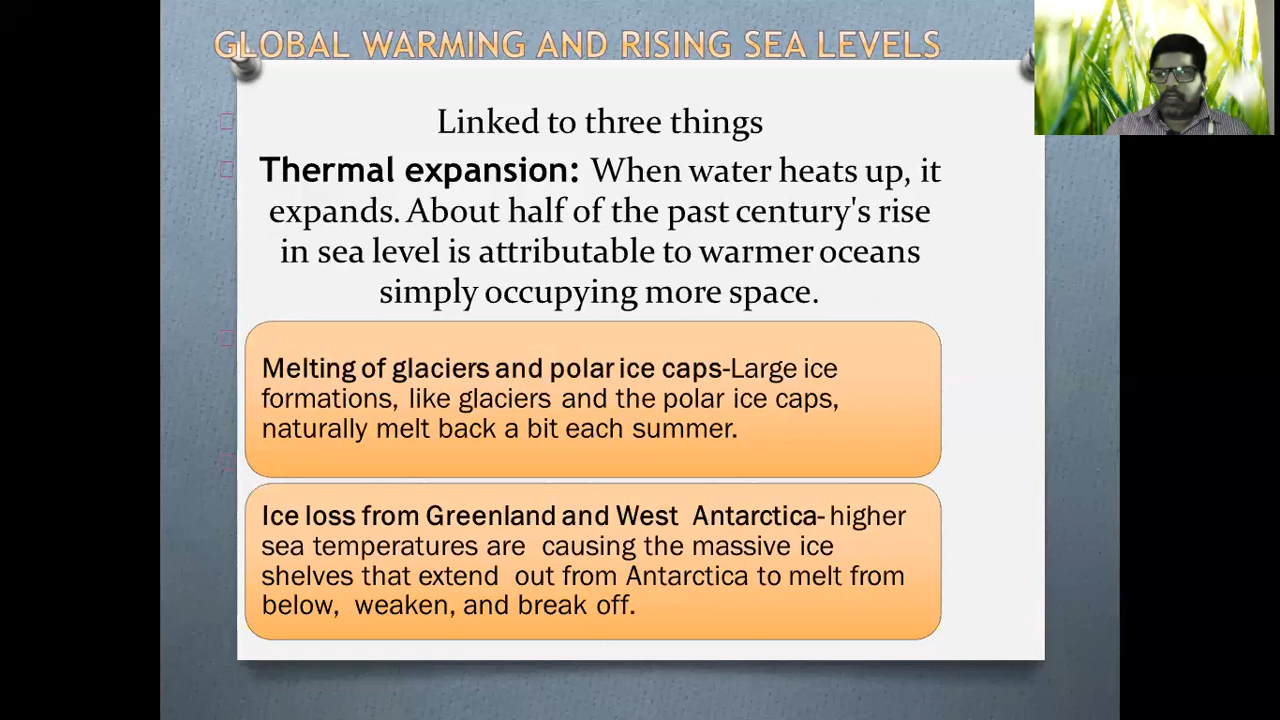 GLOBAL WARMING AND RISING SEA LEVELS
Linked to three things
Thermal expansion: When water heats up, it
expands. About half of the past century's rise
in sea level is attributable to warmer oceans
simply occupying more space.
Melting of glaciers and polar ice caps-Large ice
formations, like glaciers and the polar ice caps,
naturally melt back a bit each summer.
Ice loss from Greenland and West Antarctica- higher
sea temperatures are causing the massive ice
shelves that extend out from Antarctica to melt from
below, weaken, and break off.